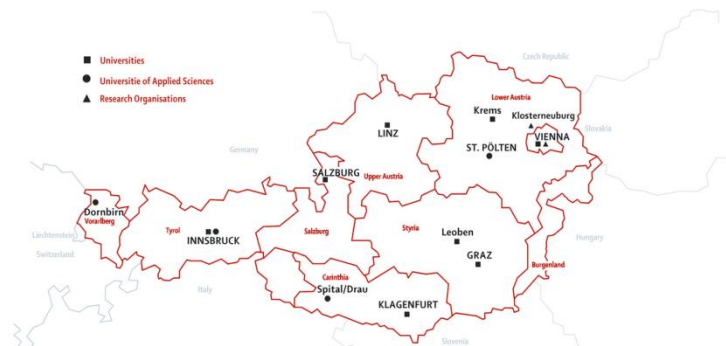 Universities
Universitie of Applied Sciences
Research Organisations
Czech Republic
Lower Austria
Krems
Klosterneuburg
VIENNA
Slovakia
LINZ
ST. PÖLTEN
Germany
SALZBURG
Upper Austria
Dornbirn
Vorarlberg
Tyrol
INNSBRUCK
Salzburg
Styria
Leoben
GRAZ
Liechtenstein
Switzerland
Hungary
Burgenland
Italy
Carinthia
Spital/Drau
KLAGENFURT
Slovenia